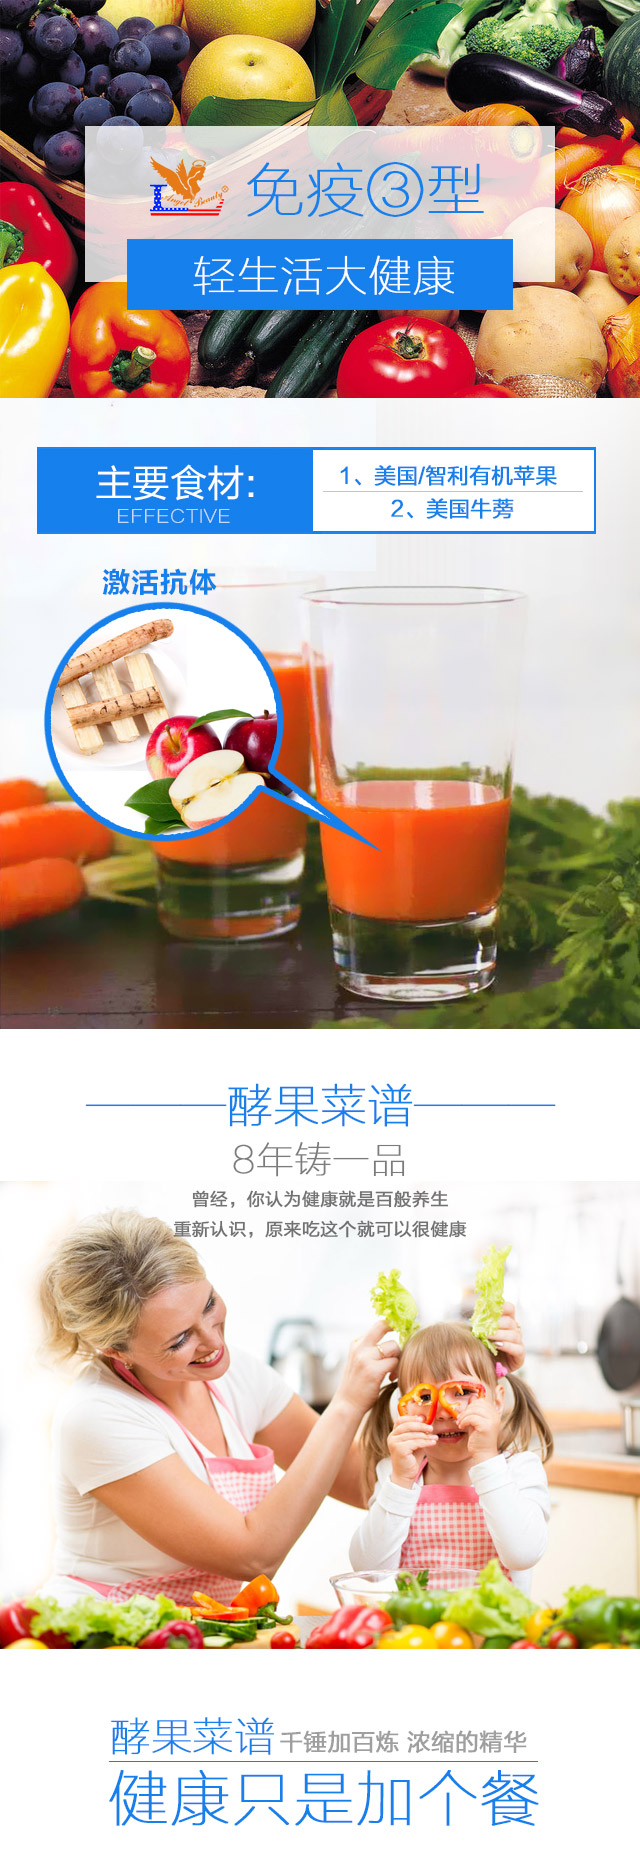 Angel Beauty®
免疫③型
轻生活大健康
主要食材:
EFFECTIVE
1、美国/智利有机苹果
2、美国牛蒡
激活抗体
酵果菜谱
8年铸一品
曾经，你认为健康就是百般养生
重新认识，原来吃这个就可以很健康
酵果菜谱 千锤加百炼 浓缩的精华
健康只是加个餐